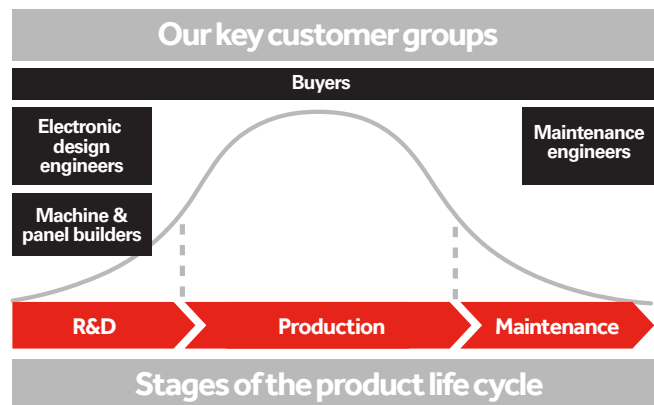 Our key customer groups
Buyers
Electronic
design
engineers
Maintenance
engineers
Machine &
panel builders
R&D
Production
Maintenance
Stages of the product life cycle